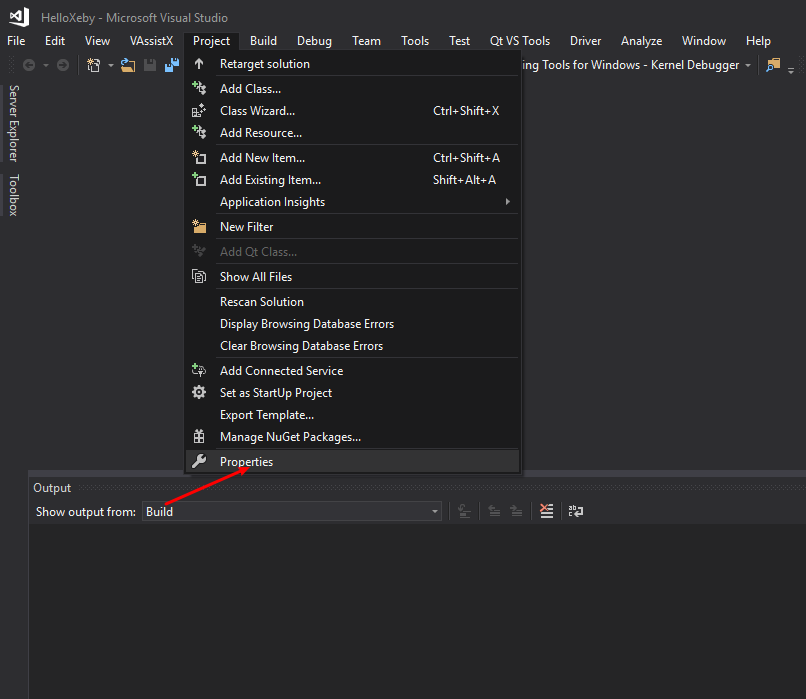 HelloXeby - Microsoft Visual Studio
File Edit View VAssistX Project Build Debug Team Tools Test Qt VS Tools Driver Analyze Window Help
ing Tools for Windows - Kernel Debugger
Server Explorer
Toolbox
Retarget solution
Add Class...
Class Wizard... Ctrl+Shift+X
Add Resource...
Add New Item... Ctrl+Shift+A
Add Existing Item... Shift+Alt+A
Application Insights
New Filter
Add Qt Class...
Show All Files
Rescan Solution
Display Browsing Database Errors
Clear Browsing Database Errors
Add Connected Service
Set as StartUp Project
Export Template...
Manage NuGet Packages...
Properties
Output
Show output from: Build